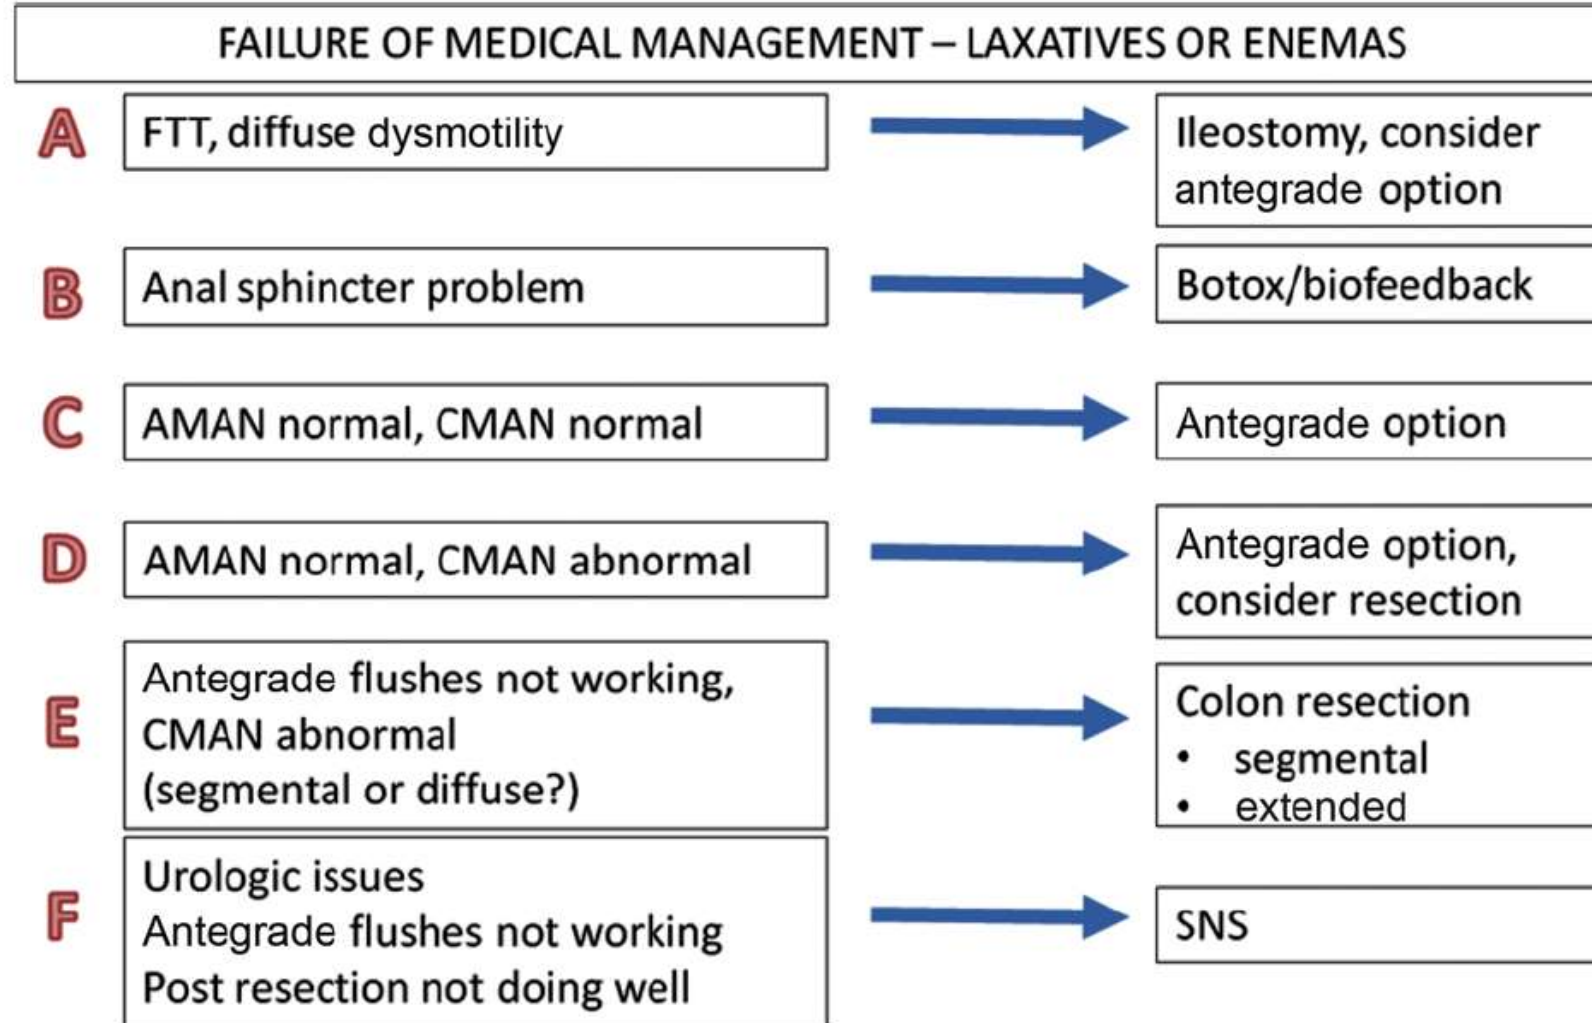 FAILURE OF MEDICAL MANAGEMENT – LAXATIVES OR ENEMAS
A
FTT, diffuse dysmotility
Ileostomy, consider
antegrade option
B
Anal sphincter problem
Botox/biofeedback
C
AMAN normal, CMAN normal
Antegrade option
D
AMAN normal, CMAN abnormal
Antegrade option,
consider resection
E
Antegrade flushes not working,
CMAN abnormal
(segmental or diffuse?)
Colon resection
• segmental
• extended
F
Urologic issues
Antegrade flushes not working
Post resection not doing well
SNS